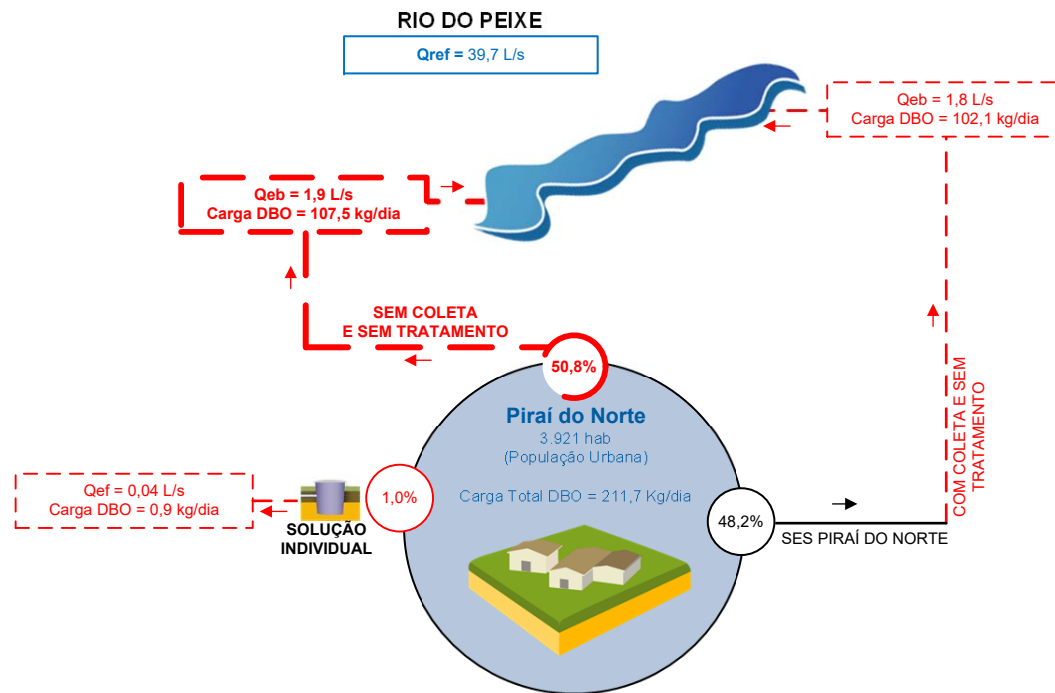 RIO DO PEIXE
Qref = 39,7 L/s
Qeb = 1,8 L/s
Carga DBO = 102,1 kg/dia
Qeb = 1,9 L/s
Carga DBO = 107,5 kg/dia
SEM COLETA
E SEM TRATAMENTO
50,8%
Piraí do Norte
3.921 hab
(População Urbana)
Carga Total DBO = 211,7 Kg/dia
Qef = 0,04 L/s
Carga DBO = 0,9 kg/dia
1,0%
SOLUÇÃO
INDIVIDUAL
48,2%
SES PIRAÍ DO NORTE
COM COLETA E SEM
TRATAMENTO